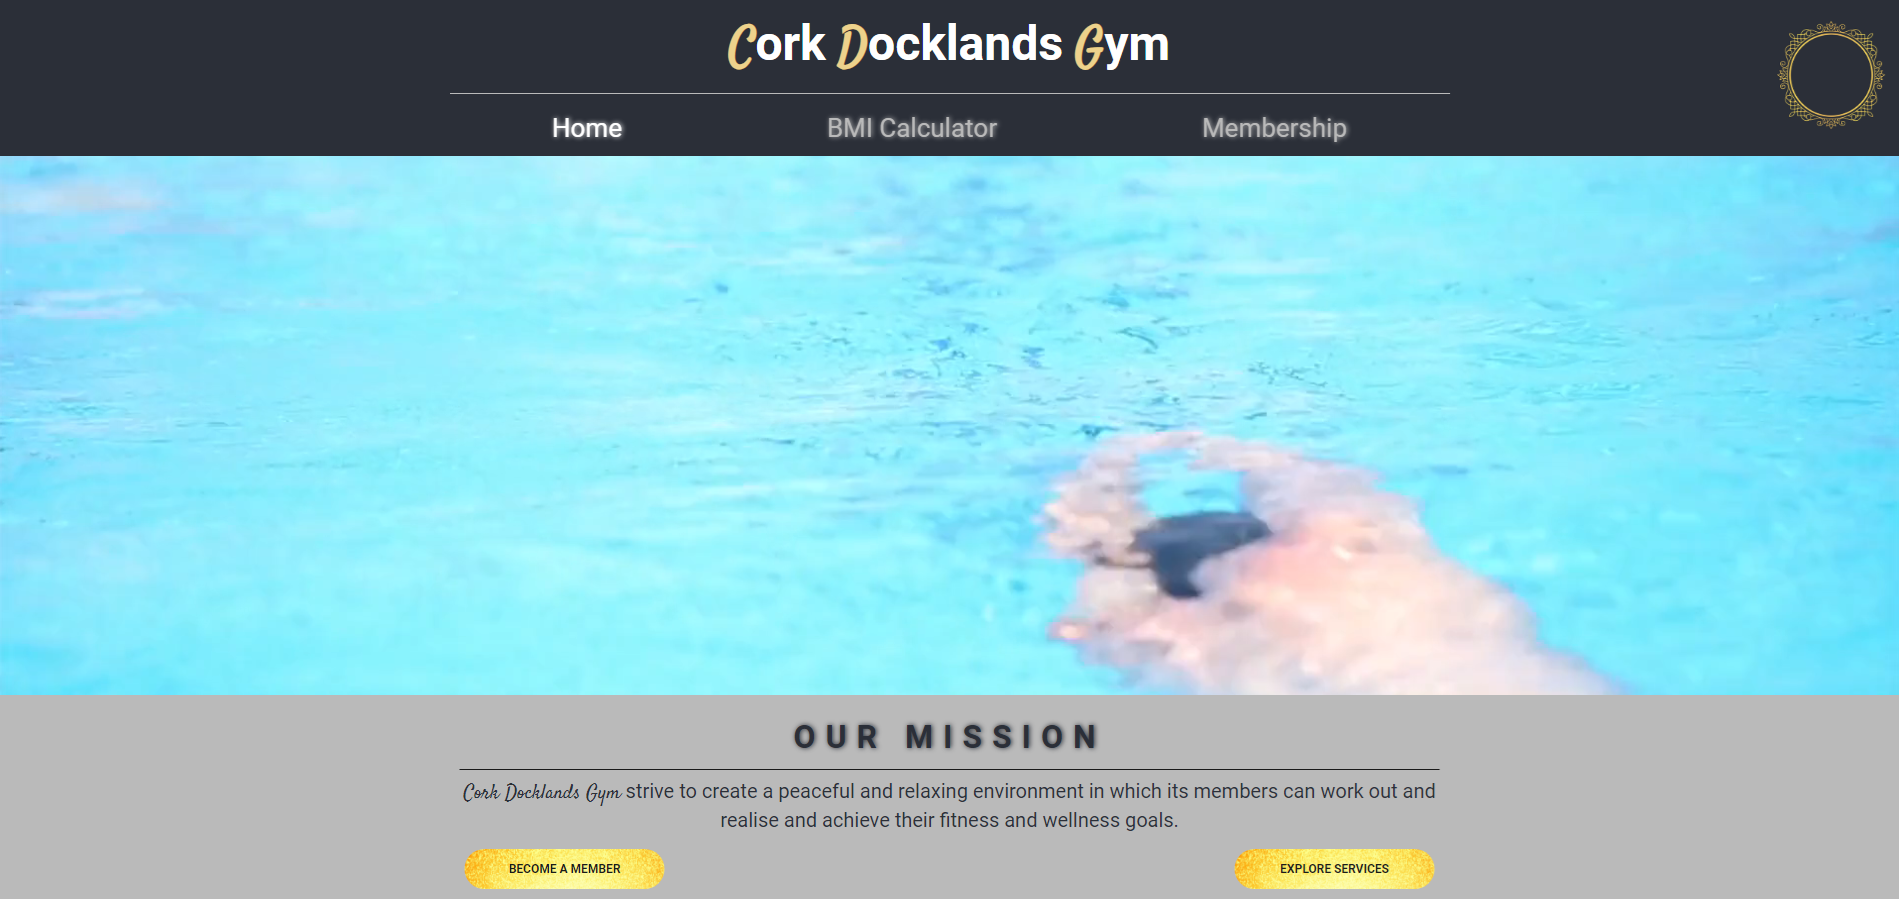 Cork Docklands Gym
Home BMI Calculator Membership
OUR MISSION
Cork Docklands Gym strive to create a peaceful and relaxing environment in which its members can work out and
realise and achieve their fitness and wellness goals.
BECOME A MEMBER EXPLORE SERVICES